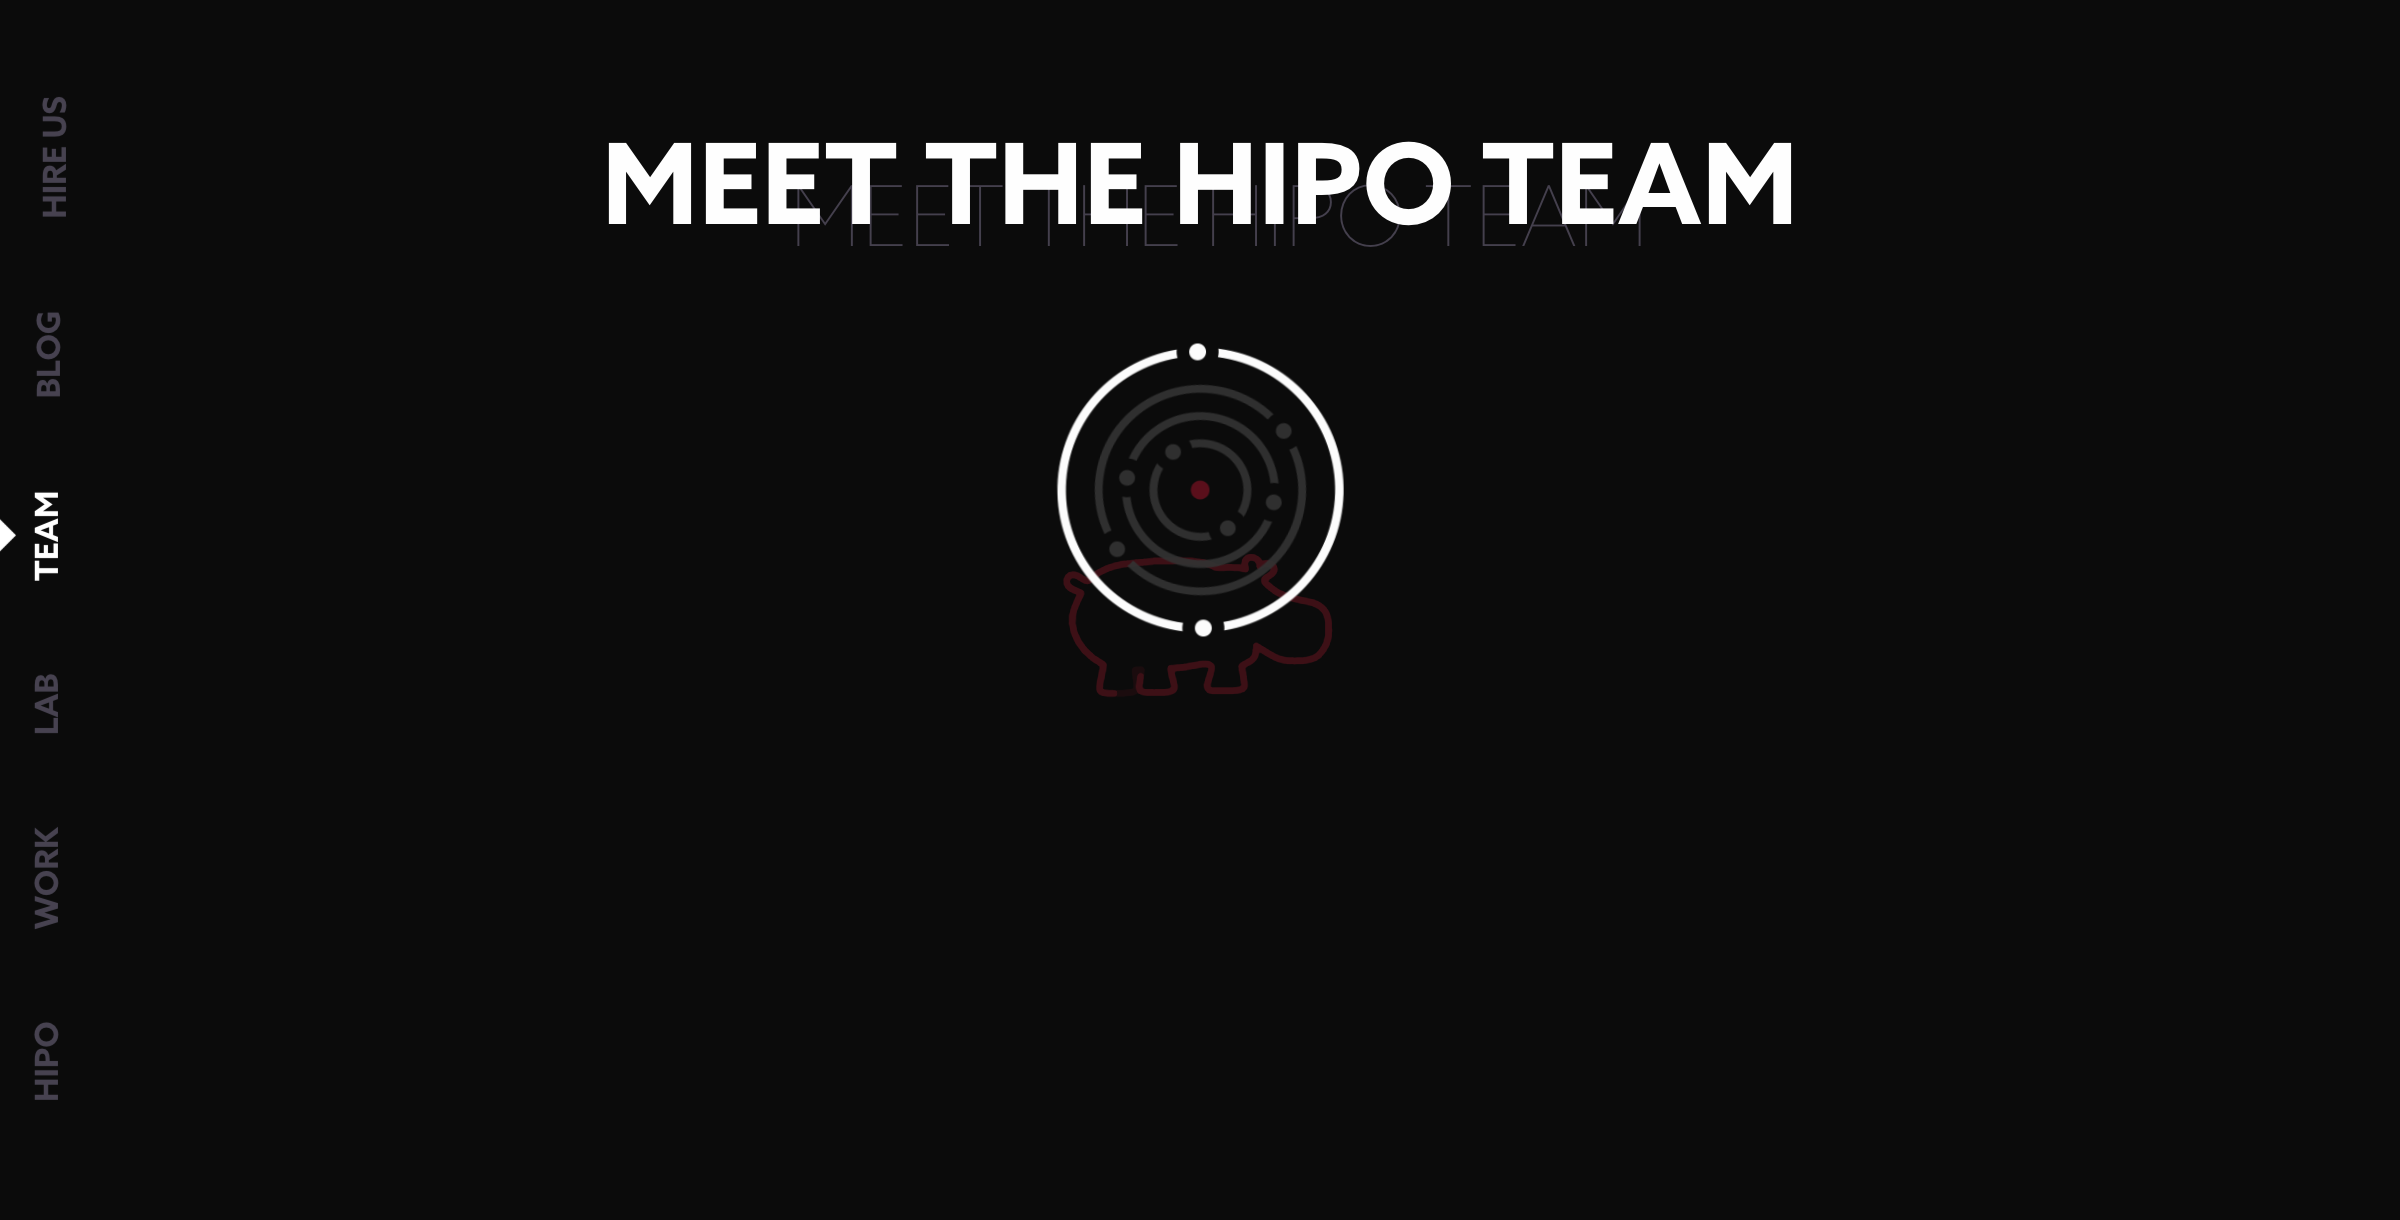 HIRE US
BLOG
TEAM
LAB
WORK
HIPO
MEET THE HIPO TEAM
MEET THE HIPO TEAM